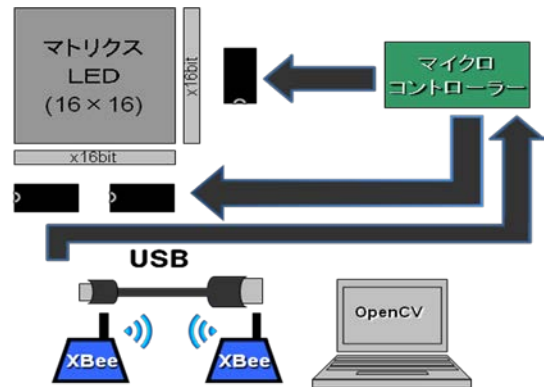 マトリクス
LED
(16×16)
x16bit
x16bit
マイクロ
コントローラー
USB
XBee
XBee
OpenCV